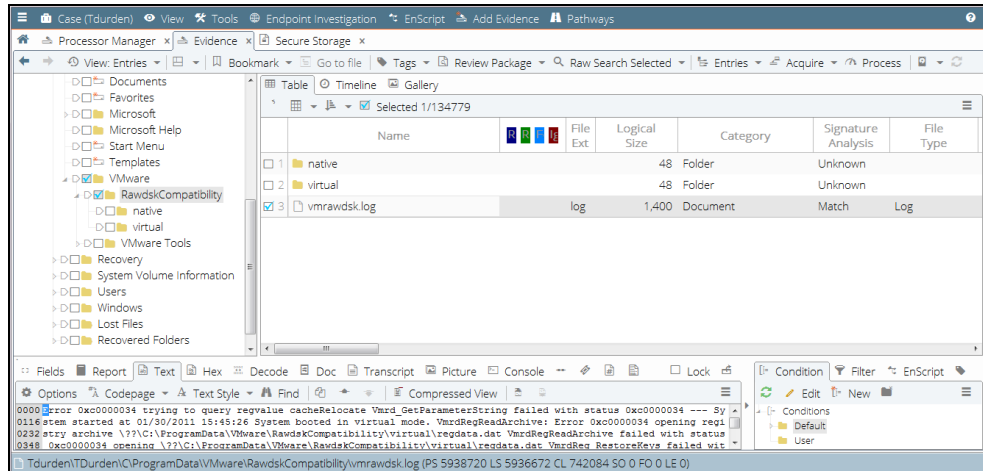 Case (Tdurden) View Tools Endpoint Investigation EnScript Add Evidence Pathways
Processor Manager x Evidence x Secure Storage x
View: Entries Bookmark Go to file Tags Review Package Raw Search Selected Entries Acquire Process
Documents
Favorites
Microsoft
Microsoft Help
Start Menu
Templates
VMware
RawdskCompatibility
native
virtual
VMware Tools
Recovery
System Volume Information
Users
Windows
Lost Files
Recovered Folders
Table Timeline Gallery
Selected 1/134779
Name R R F Ig File Ext Logical Size Category Signature Analysis File Type
1 native 48 Folder Unknown
2 virtual 48 Folder Unknown
3 vmrawdsk.log log 1,400 Document Match Log
Fields Report Text Hex Decode Doc Transcript Picture Console Lock
Options Codepage Text Style Find Compressed View
0000 Error 0xc0000034 trying to query regvalue cacheRelocate Vmrd_GetParameterString failed with status 0xc0000034 --- Sy
0116 stem started at 01/30/2011 15:45:26 System booted in virtual mode. VmrdRegReadArchive: Error 0xc0000034 opening regi
0232 stry archive \??\C:\ProgramData\VMware\RawdskCompatibility\virtual\regdata.dat VmrdRegReadArchive failed with status
0348 0xc0000034 opening \??\C:\ProgramData\VMware\RawdskCompatibility\virtual\regdata.dat VmrdReg RestoreKeys failed wit
Condition Filter EnScript
Edit New
Conditions
Default
User
Tdurden\TDurden\C\ProgramData\VMware\RawdskCompatibility\vmrawdsk.log (PS 5938720 LS 5936672 CL 742084 SO 0 FO 0 LE 0)